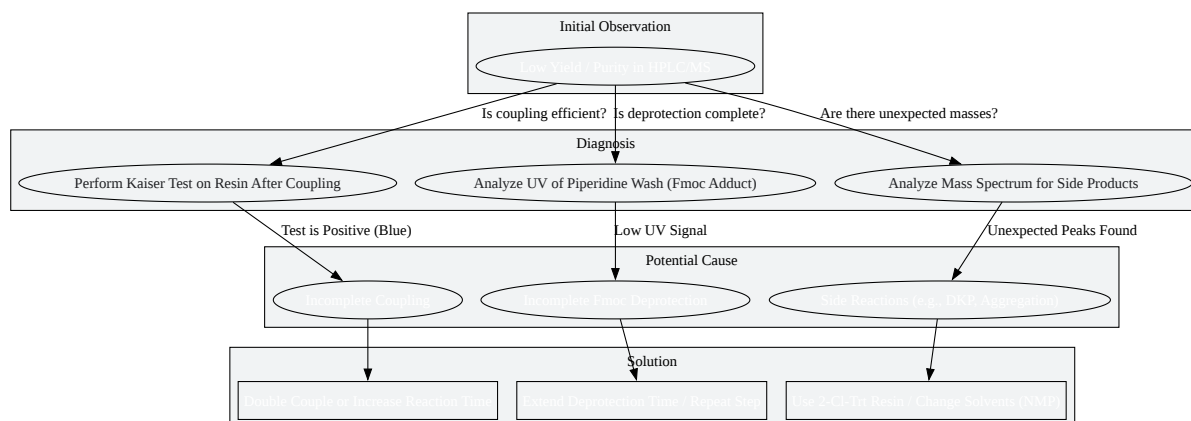 Initial Observation
Low Yield / Purity in HPLC/MS
Is coupling efficient?
Is deprotection complete?
Are there unexpected masses?
Diagnosis
Perform Kaiser Test on Resin After Coupling
Analyze UV of Piperidine Wash (Fmoc Adduct)
Analyze Mass Spectrum for Side Products
Test is Positive (Blue)
Low UV Signal
Unexpected Peaks Found
Potential Cause
Incomplete Coupling
Incomplete Fmoc Deprotection
Side Reactions (e.g., DKP, Aggregation)
Solution
Double Couple or Increase Reaction Time
Extend Deprotection Time / Repeat Step
Use 2-Cl-Trt Resin / Change Solvents (NMP)